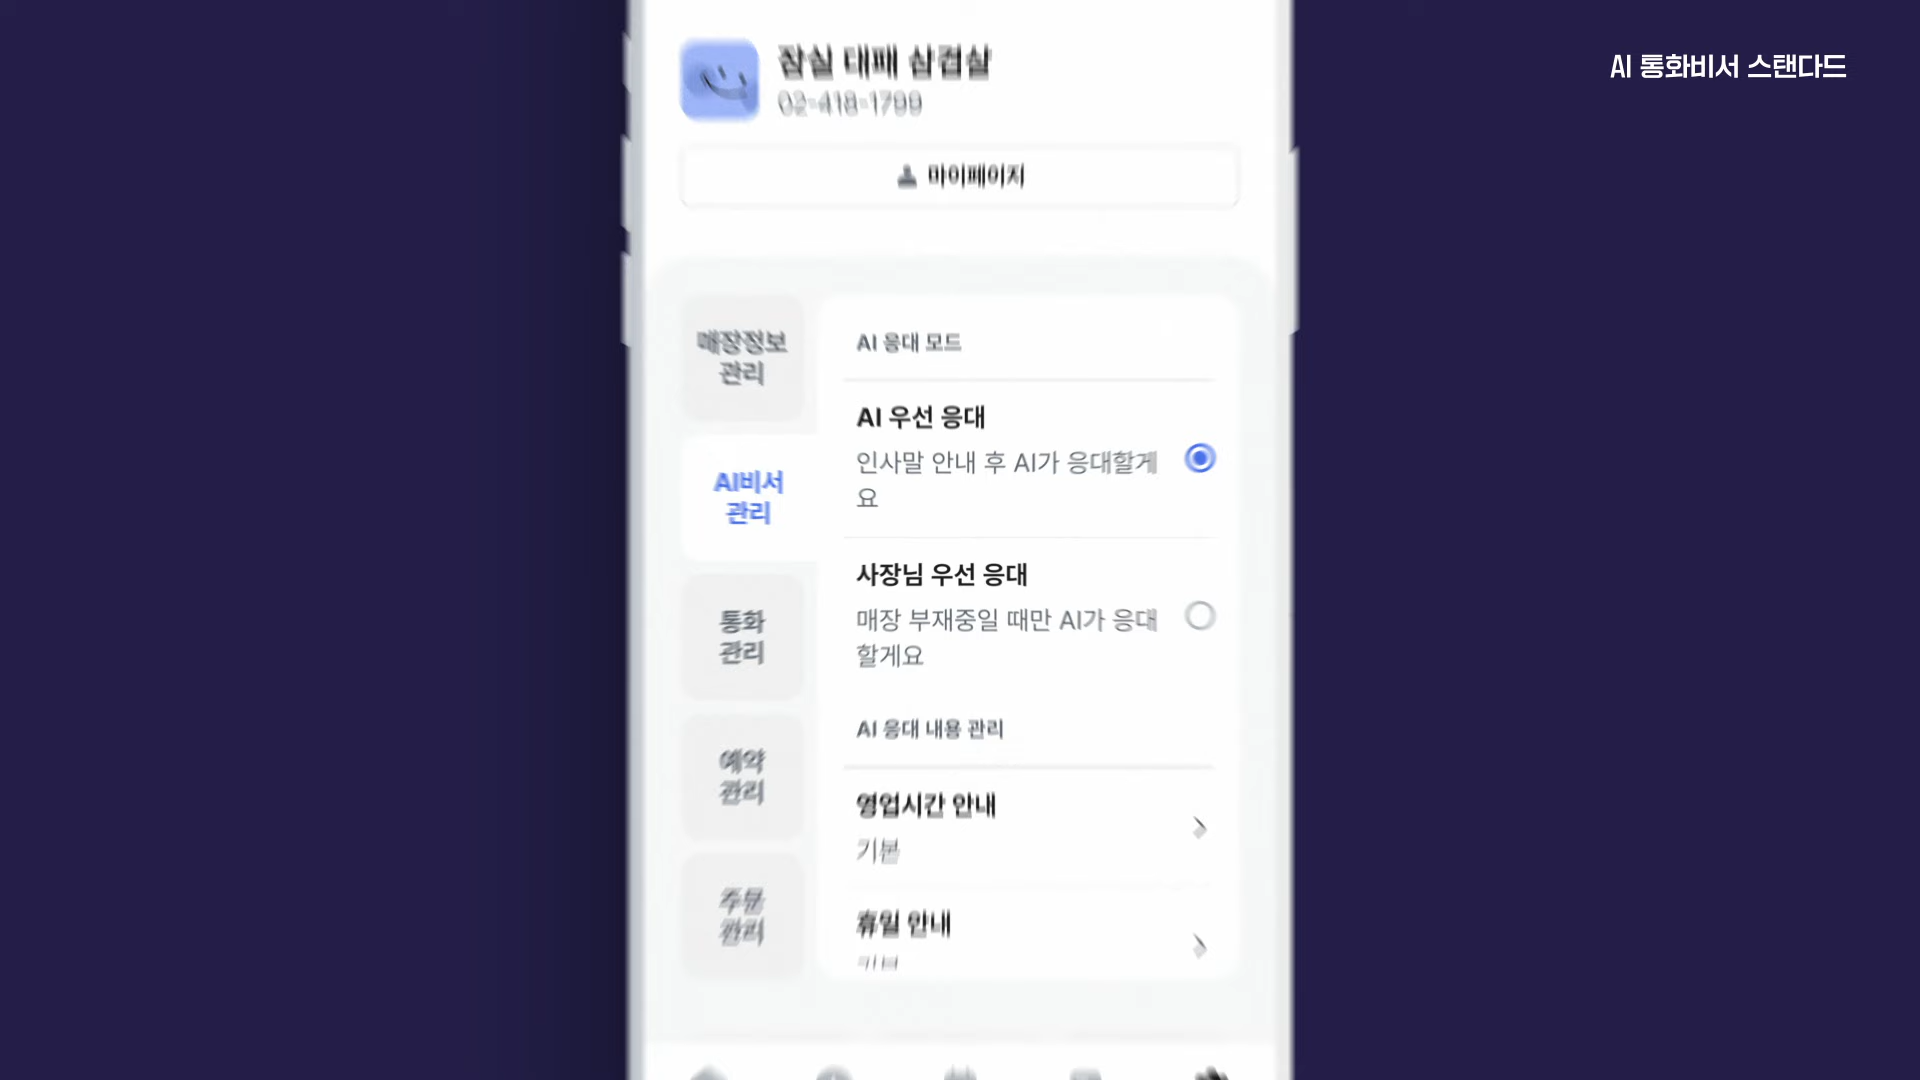 AI 통화비서 스탠다드
잠실 대패 삼겹살
02-418-1799
마이페이지
매장정보
관리
AI 응대 모드
AI 우선 응대
인사말 안내 후 AI가 응대할게
요
AI비서
관리
사장님 우선 응대
매장 부재중일 때만 AI가 응대
할게요
통화
관리
AI 응대 내용 관리
예약
관리
영업시간 안내
기본
주문
관리
휴일 안내
기본